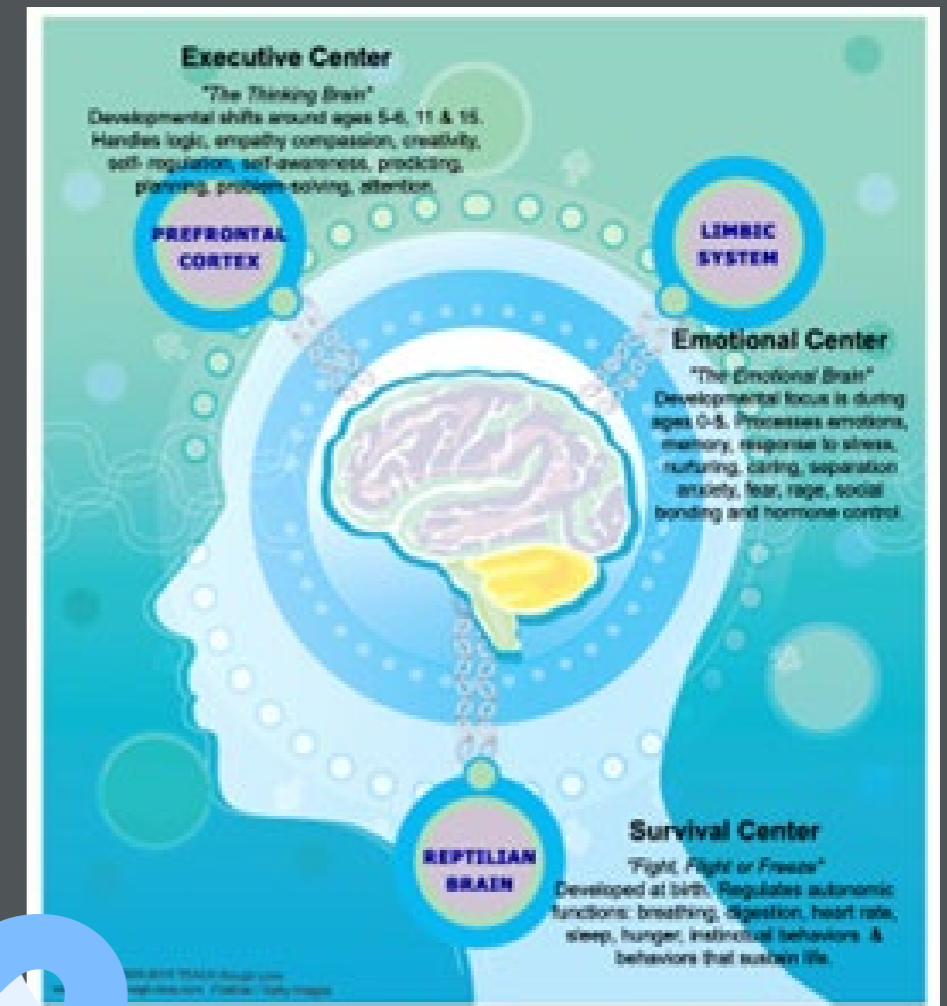 Executive Center
"The Thinking Brain"
Developmental shifts around ages 5-6, 11 & 15.
Handles logic, empathy compassion, creativity,
self- regulation, self-awareness, predicting,
planning, problem-solving, attention.
PREFRONTAL
CORTEX
LIMBIC
SYSTEM
Emotional Center
"The Emotional Brain"
Developmental focus is during
ages 0-5. Processes emotions,
memory, response to stress,
nurturing, caring, separation
anxiety, fear, rage, social
bonding and hormone control.
REPTILIAN
BRAIN
Survival Center
"Fight, Flight or Freeze"
Developed at birth. Regulates autonomic
functions: breathing, digestion, heart rate,
sleep, hunger, instinctual behaviors &
behaviors that sustain life.